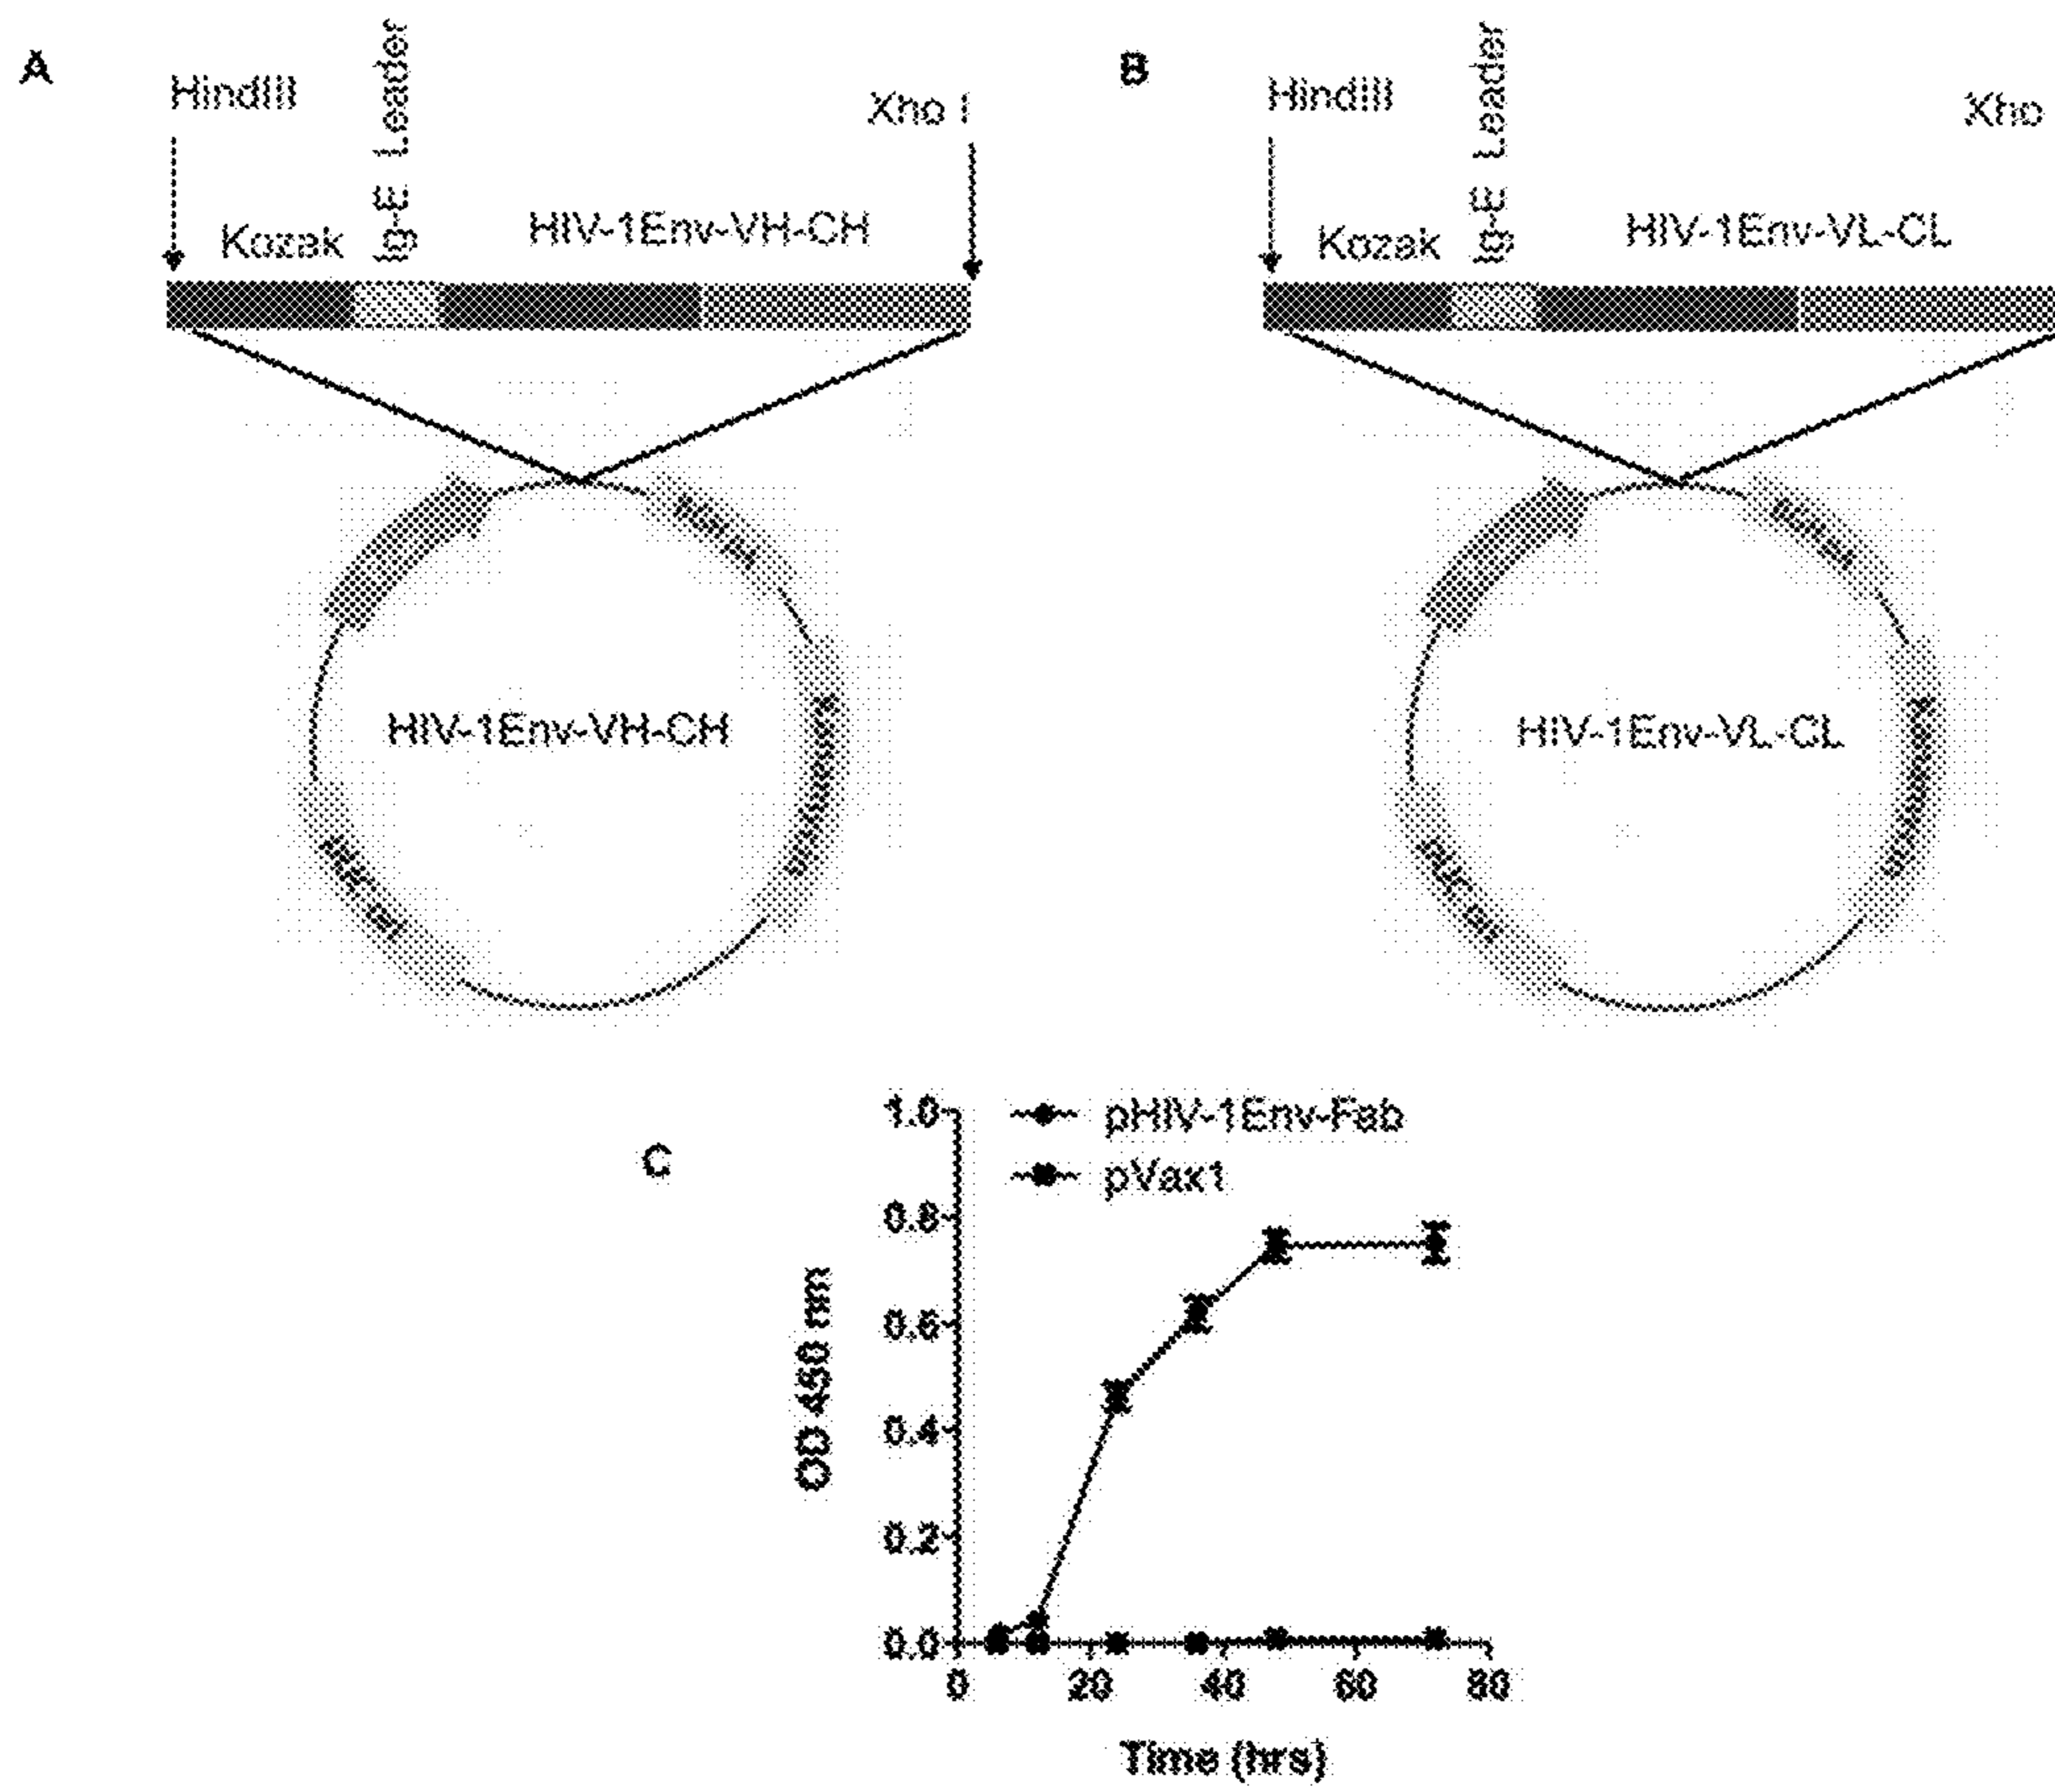 A
HindIII
Ig-E Leader
Xho I
Kozak
HIV-1Env-VH-CH
HIV-1Env-VH-CH
B
HindIII
Ig-E Leader
Xho
Kozak
HIV-1Env-VL-CL
HIV-1Env-VL-CL
C
pHIV-1Env-Fab
pVax1
OD 450 nm
1.0
0.8
0.6
0.4
0.2
0.0
0 20 40 60 80
Time (hrs)